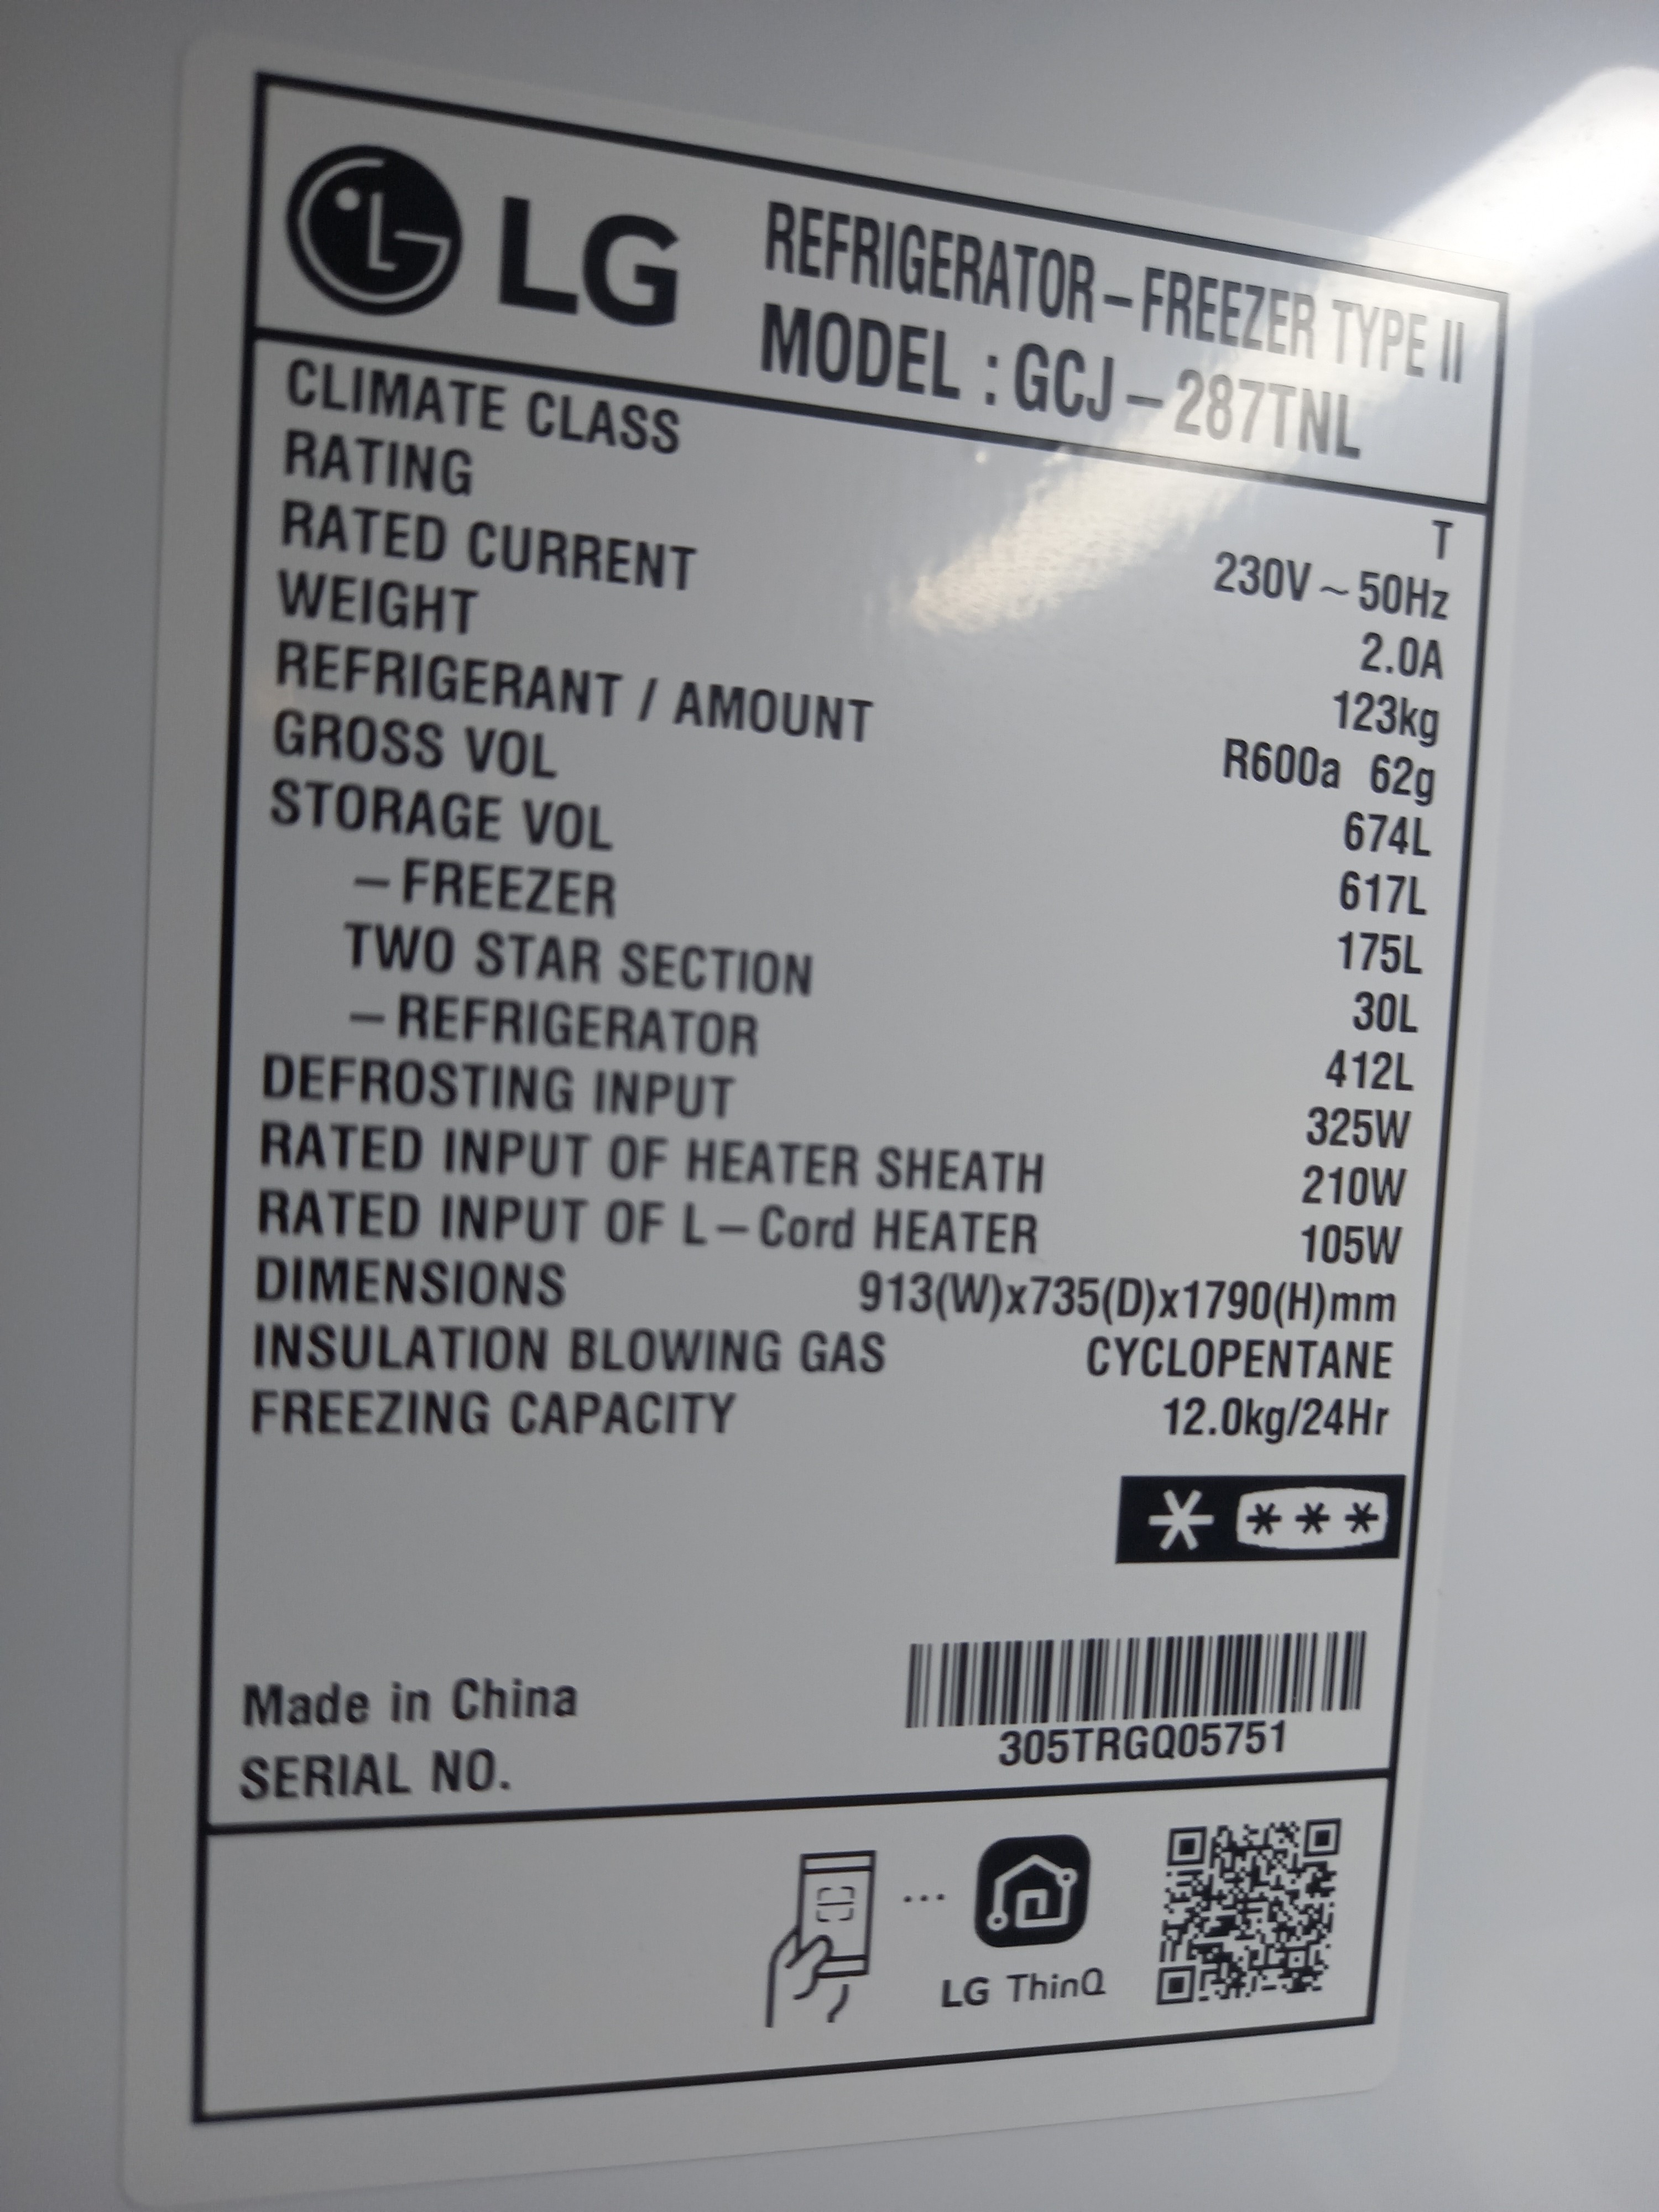 LG
REFRIGERATOR–FREEZER TYPE II
MODEL : GCJ–287TNL
CLIMATE CLASS T
RATING 230V~50Hz
RATED CURRENT 2.0A
WEIGHT 123kg
REFRIGERANT / AMOUNT R600a 62g
GROSS VOL 674L
STORAGE VOL 617L
–FREEZER 175L
TWO STAR SECTION 30L
–REFRIGERATOR 412L
DEFROSTING INPUT 325W
RATED INPUT OF HEATER SHEATH 210W
RATED INPUT OF L–Cord HEATER 105W
DIMENSIONS 913(W)x735(D)x1790(H)mm
INSULATION BLOWING GAS CYCLOPENTANE
FREEZING CAPACITY 12.0kg/24Hr
Made in China
SERIAL NO. 305TRGQ05751
LG ThinQ